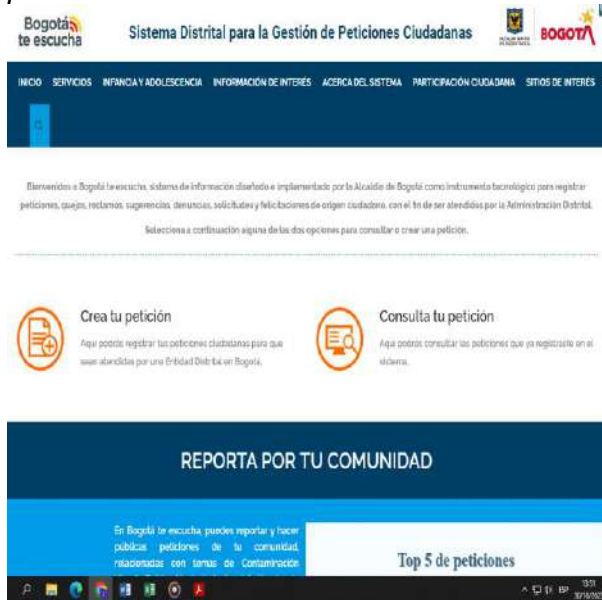 Bogotá
te escucha
Sistema Distrital para la Gestión de Peticiones Ciudadanas
BOGOTÁ
INICIO SERVICIOS INFANCIA Y ADOLESCENCIA INFORMACIÓN DE INTERÉS ACERCA DEL SISTEMA PARTICIPACIÓN CIUDADANA SITIOS DE INTERÉS
Bienvenidos a Bogotá te escucha, sistema de información diseñado e implementado por la Alcaldía de Bogotá como instrumento tecnológico para registrar
peticiones, quejas, reclamos, sugerencias, denuncias, solicitudes y felicitaciones de origen ciudadano, con el fin de ser atendidas por la Administración Distrital.
Selecciona a continuación alguna de las dos opciones para consultar o crear una petición.
Crea tu petición
Aquí podrás registrar tus peticiones ciudadanas para que
sean atendidas por una Entidad Distrital en Bogotá.
Consulta tu petición
Aquí podrás consultar las peticiones que ya registraste en el
sistema.
REPORTA POR TU COMUNIDAD
En Bogotá te escucha, puedes reportar y hacer
públicas peticiones de tu comunidad,
relacionadas con temas de Contaminación
Top 5 de peticiones